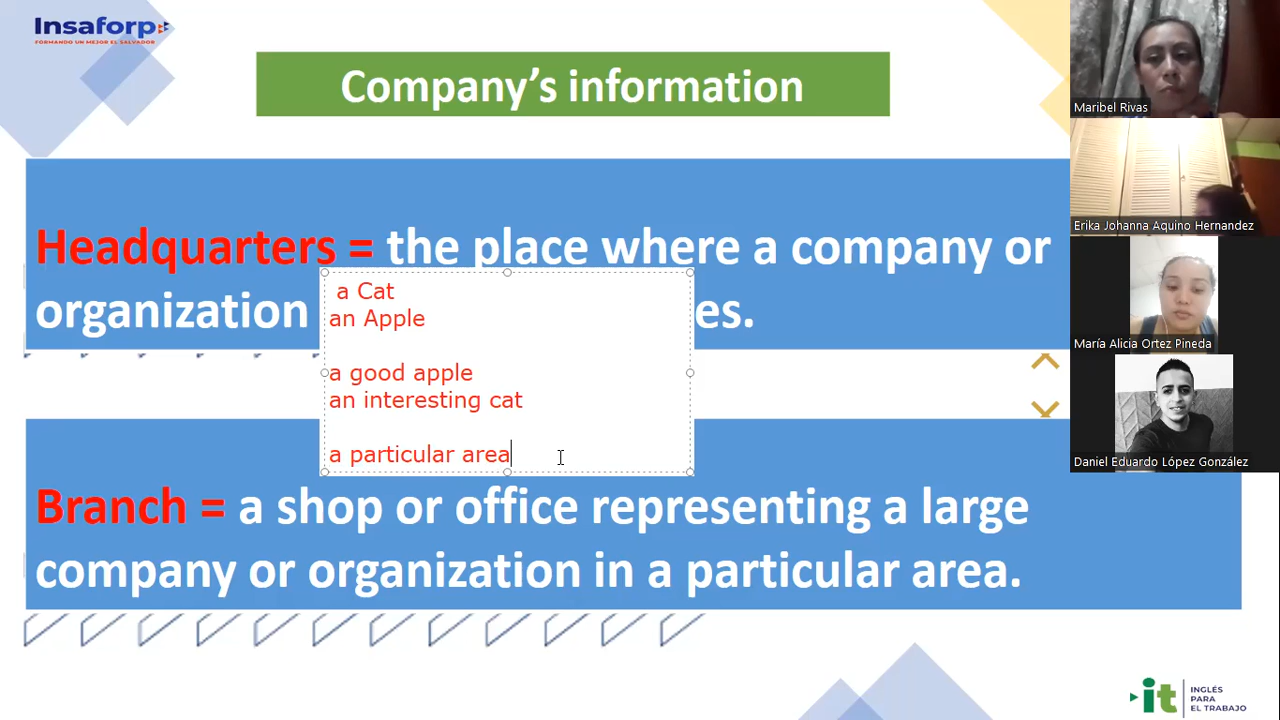 Insaforp
FORMANDO UN MEJOR EL SALVADOR
Company's information
Headquarters = the place where a company or
organization es.
a Cat
an Apple
a good apple
an interesting cat
a particular area
Branch = a shop or office representing a large
company or organization in a particular area.
Maribel Rivas
Erika Johanna Aquino Hernandez
María Alicia Ortez Pineda
Daniel Eduardo López González
it
INGLÉS
PARA
EL TRABAJO